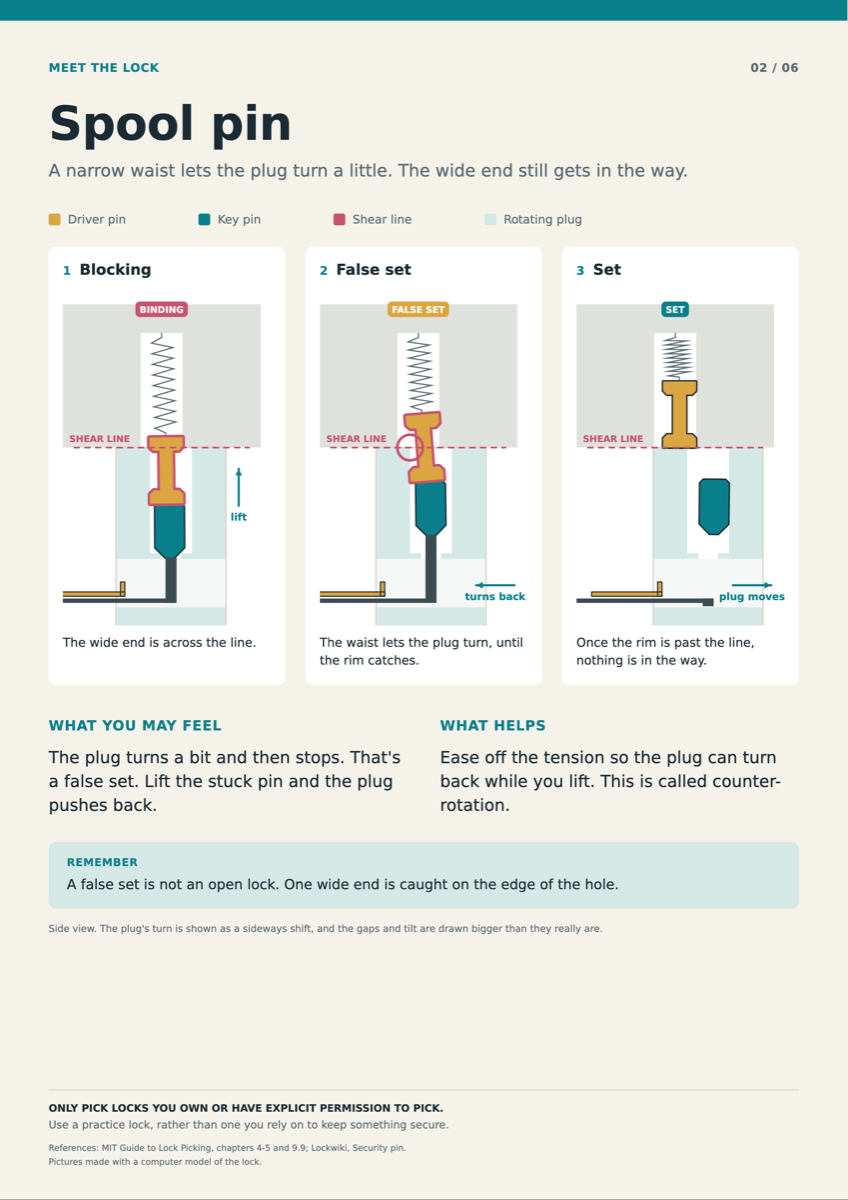 MEET THE LOCK
02 / 06
Spool pin
A narrow waist lets the plug turn a little. The wide end still gets in the way.
Driver pin
Key pin
Shear line
Rotating plug
1 Blocking
BINDING
SHEAR LINE
lift
The wide end is across the line.
2 False set
FALSE SET
SHEAR LINE
turns back
The waist lets the plug turn, until
the rim catches.
3 Set
SET
SHEAR LINE
plug moves
Once the rim is past the line,
nothing is in the way.
WHAT YOU MAY FEEL
The plug turns a bit and then stops. That's
a false set. Lift the stuck pin and the plug
pushes back.
WHAT HELPS
Ease off the tension so the plug can turn
back while you lift. This is called counter-
rotation.
REMEMBER
A false set is not an open lock. One wide end is caught on the edge of the hole.
Side view. The plug's turn is shown as a sideways shift, and the gaps and tilt are drawn bigger than they really are.
ONLY PICK LOCKS YOU OWN OR HAVE EXPLICIT PERMISSION TO PICK.
Use a practice lock, rather than one you rely on to keep something secure.
References: MIT Guide to Lock Picking, chapters 4-5 and 9.9; Lockwiki, Security pin.
Pictures made with a computer model of the lock.